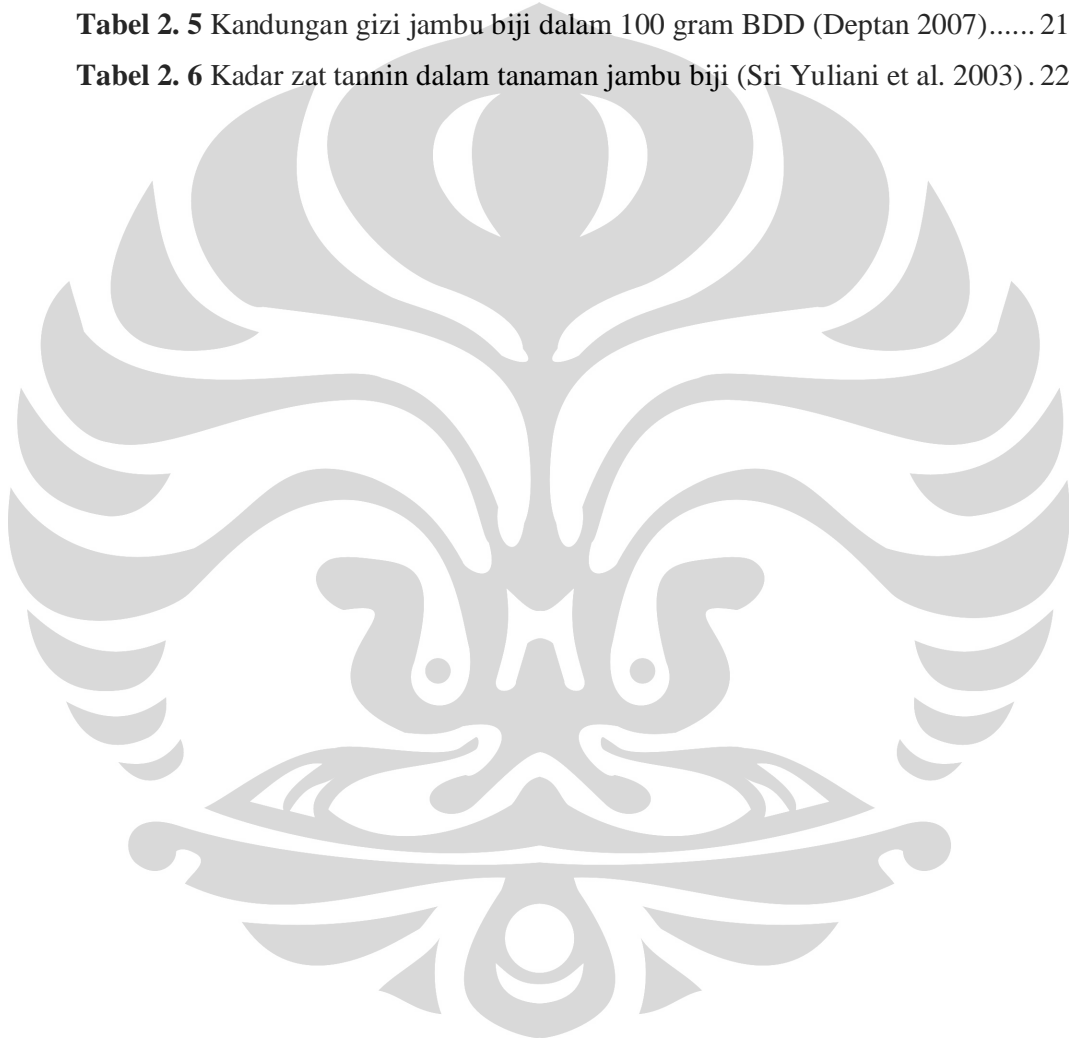 Tabel 2. 5 Kandungan gizi jambu biji dalam 100 gram BDD (Deptan 2007)...... 21
Tabel 2. 6 Kadar zat tannin dalam tanaman jambu biji (Sri Yuliani et al. 2003) . 22